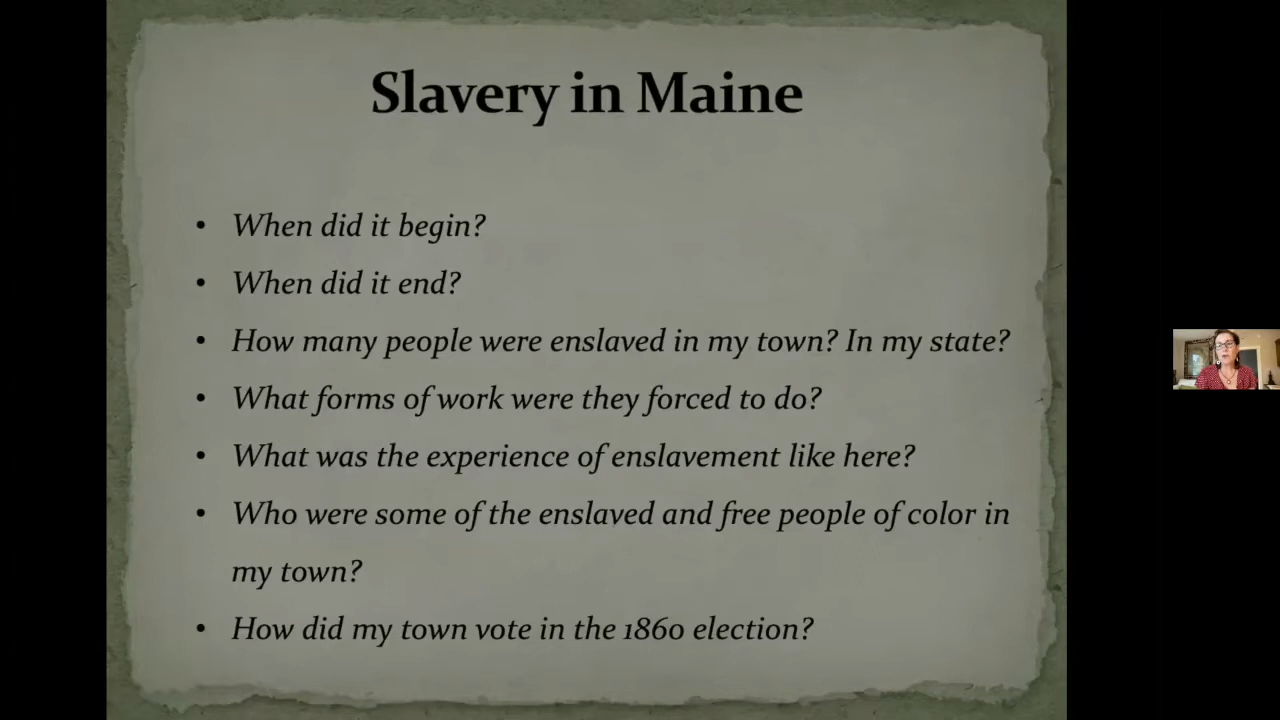 Slavery in Maine
• When did it begin?
• When did it end?
• How many people were enslaved in my town? In my state?
• What forms of work were they forced to do?
• What was the experience of enslavement like here?
• Who were some of the enslaved and free people of color in
my town?
• How did my town vote in the 1860 election?